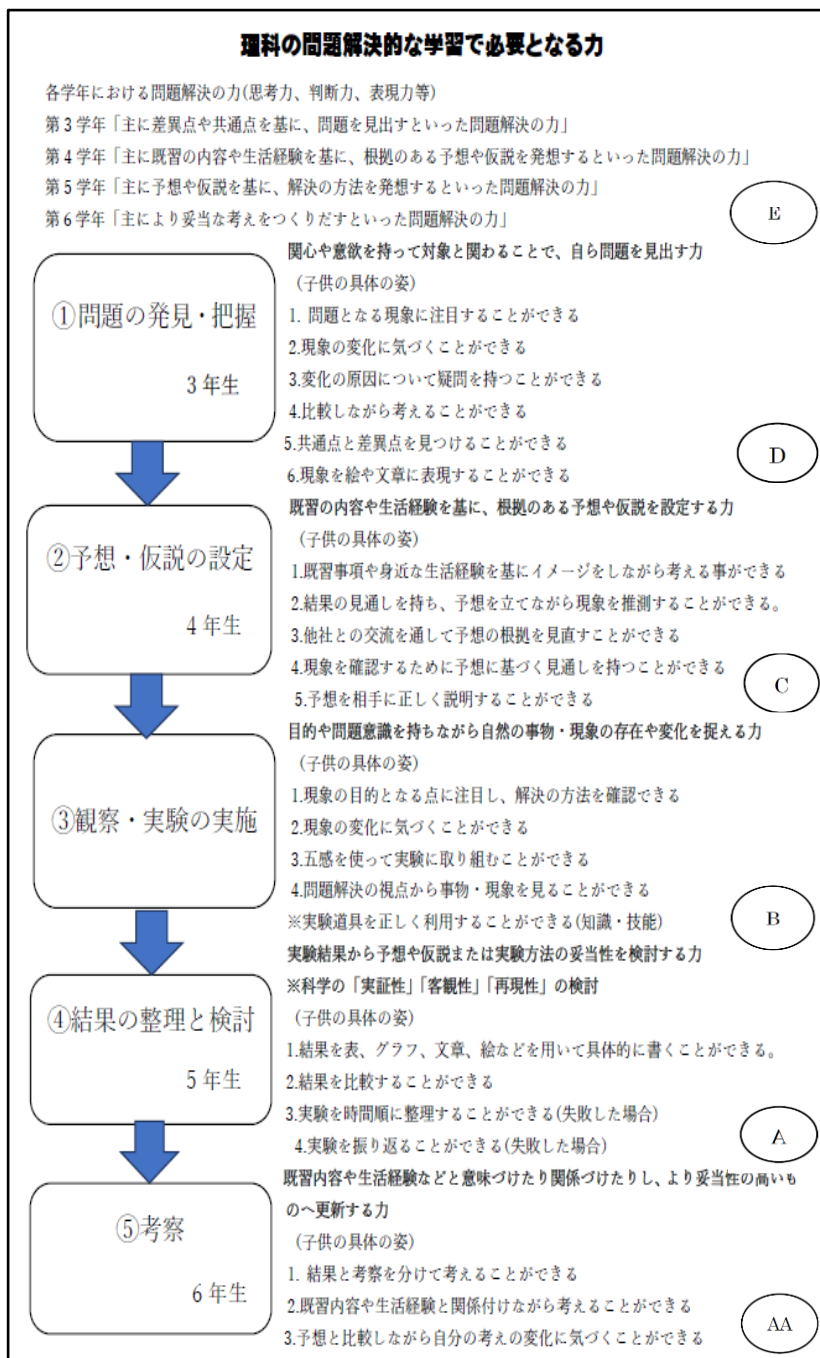 理科の問題解決的な学習で必要となる力
各学年における問題解決の力(思考力、判断力、表現力等)
第3学年「主に差異点や共通点を基に、問題を見出すといった問題解決の力」
第4学年「主に既習の内容や生活経験を基に、根拠のある予想や仮説を発想するといった問題解決の力」
第5学年「主に予想や仮説を基に、解決の方法を発想するといった問題解決の力」
第6学年「主により妥当な考えをつくりだすといった問題解決の力」
E
関心や意欲を持って対象と関わることで、自ら問題を見出す力
(子供の具体の姿)
①問題の発見・把握
3年生
1. 問題となる現象に注目することができる
2.現象の変化に気づくことができる
3.変化の原因について疑問を持つことができる
4.比較しながら考えることができる
5.共通点と差異点を見つけることができる
6.現象を絵や文章に表現することができる
D
既習の内容や生活経験を基に、根拠のある予想や仮説を設定する力
(子供の具体の姿)
②予想・仮説の設定
4年生
1.既習事項や身近な生活経験を基にイメージをしながら考える事ができる
2.結果の見通しを持ち、予想を立てながら現象を推測することができる。
3.他社との交流を通して予想の根拠を見直すことができる
4.現象を確認するために予想に基づく見通しを持つことができる
5.予想を相手に正しく説明することができる
C
目的や問題意識を持ちながら自然の事物・現象の存在や変化を捉える力
(子供の具体の姿)
③観察・実験の実施
1.現象の目的となる点に注目し、解決の方法を確認できる
2.現象の変化に気づくことができる
3.五感を使って実験に取り組むことができる
4.問題解決の視点から事物・現象を見ることができる
※実験道具を正しく利用することができる(知識・技能)
B
実験結果から予想や仮説または実験方法の妥当性を検討する力
※科学の「実証性」「客観性」「再現性」の検討
(子供の具体の姿)
④結果の整理と検討
5年生
1.結果を表、グラフ、文章、絵などを用いて具体的に書くことができる。
2.結果を比較することができる
3.実験を時間順に整理することができる(失敗した場合)
4.実験を振り返ることができる(失敗した場合)
A
既習内容や生活経験などと意味づけたり関係づけたりし、より妥当性の高いも
のへ更新する力
(子供の具体の姿)
⑤考察
6年生
1. 結果と考察を分けて考えることができる
2.既習内容や生活経験と関係付けながら考えることができる
3.予想と比較しながら自分の考えの変化に気づくことができる
AA